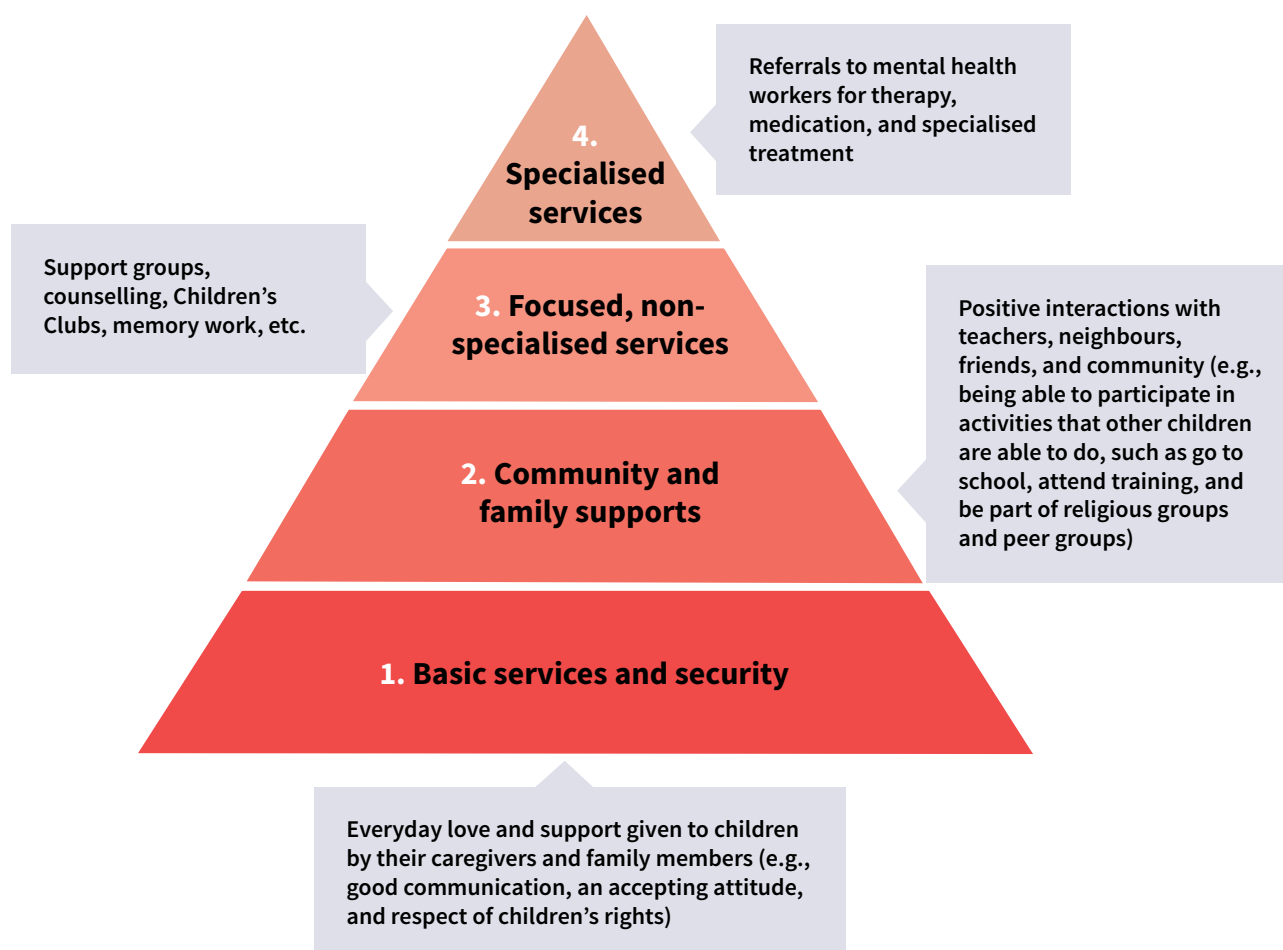 Referrals to mental health
workers for therapy,
medication, and specialised
treatment
4.
Specialised
services
Support groups,
counselling, Children’s
Clubs, memory work, etc.
3. Focused, non-
specialised services
Positive interactions with
teachers, neighbours,
friends, and community (e.g.,
being able to participate in
activities that other children
are able to do, such as go to
school, attend training, and
be part of religious groups
and peer groups)
2. Community and
family supports
1. Basic services and security
Everyday love and support given to children
by their caregivers and family members (e.g.,
good communication, an accepting attitude,
and respect of children’s rights)